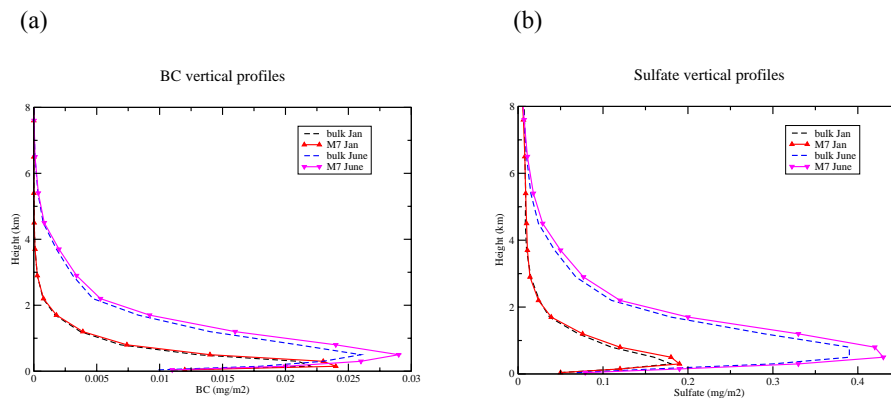 (a)
(b)
BC vertical profiles
Sulfate vertical profiles
8
6
4
2
0
Height (km)
bulk Jan
M7 Jan
bulk June
M7 June
0
0.005
0.01
0.015
0.02
0.025
0.03
BC (mg/m2)
8
6
4
2
0
Height (km)
bulk Jan
M7 Jan
bulk June
M7 June
0
0.1
0.2
0.3
0.4
Sulfate (mg/m2)